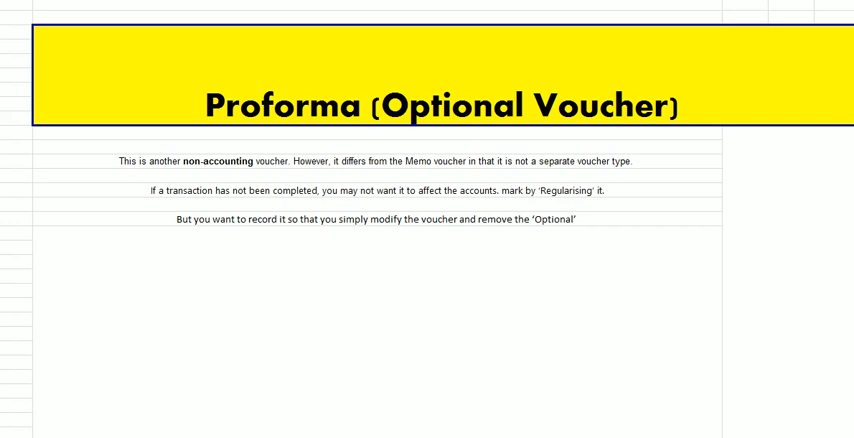 Proforma (Optional Voucher)
This is another non-accounting voucher. However, it differs from the Memo voucher in that it is not a separate voucher type.
If a transaction has not been completed, you may not want it to affect the accounts. mark by ‘Regularising’ it.
But you want to record it so that you simply modify the voucher and remove the ‘Optional’